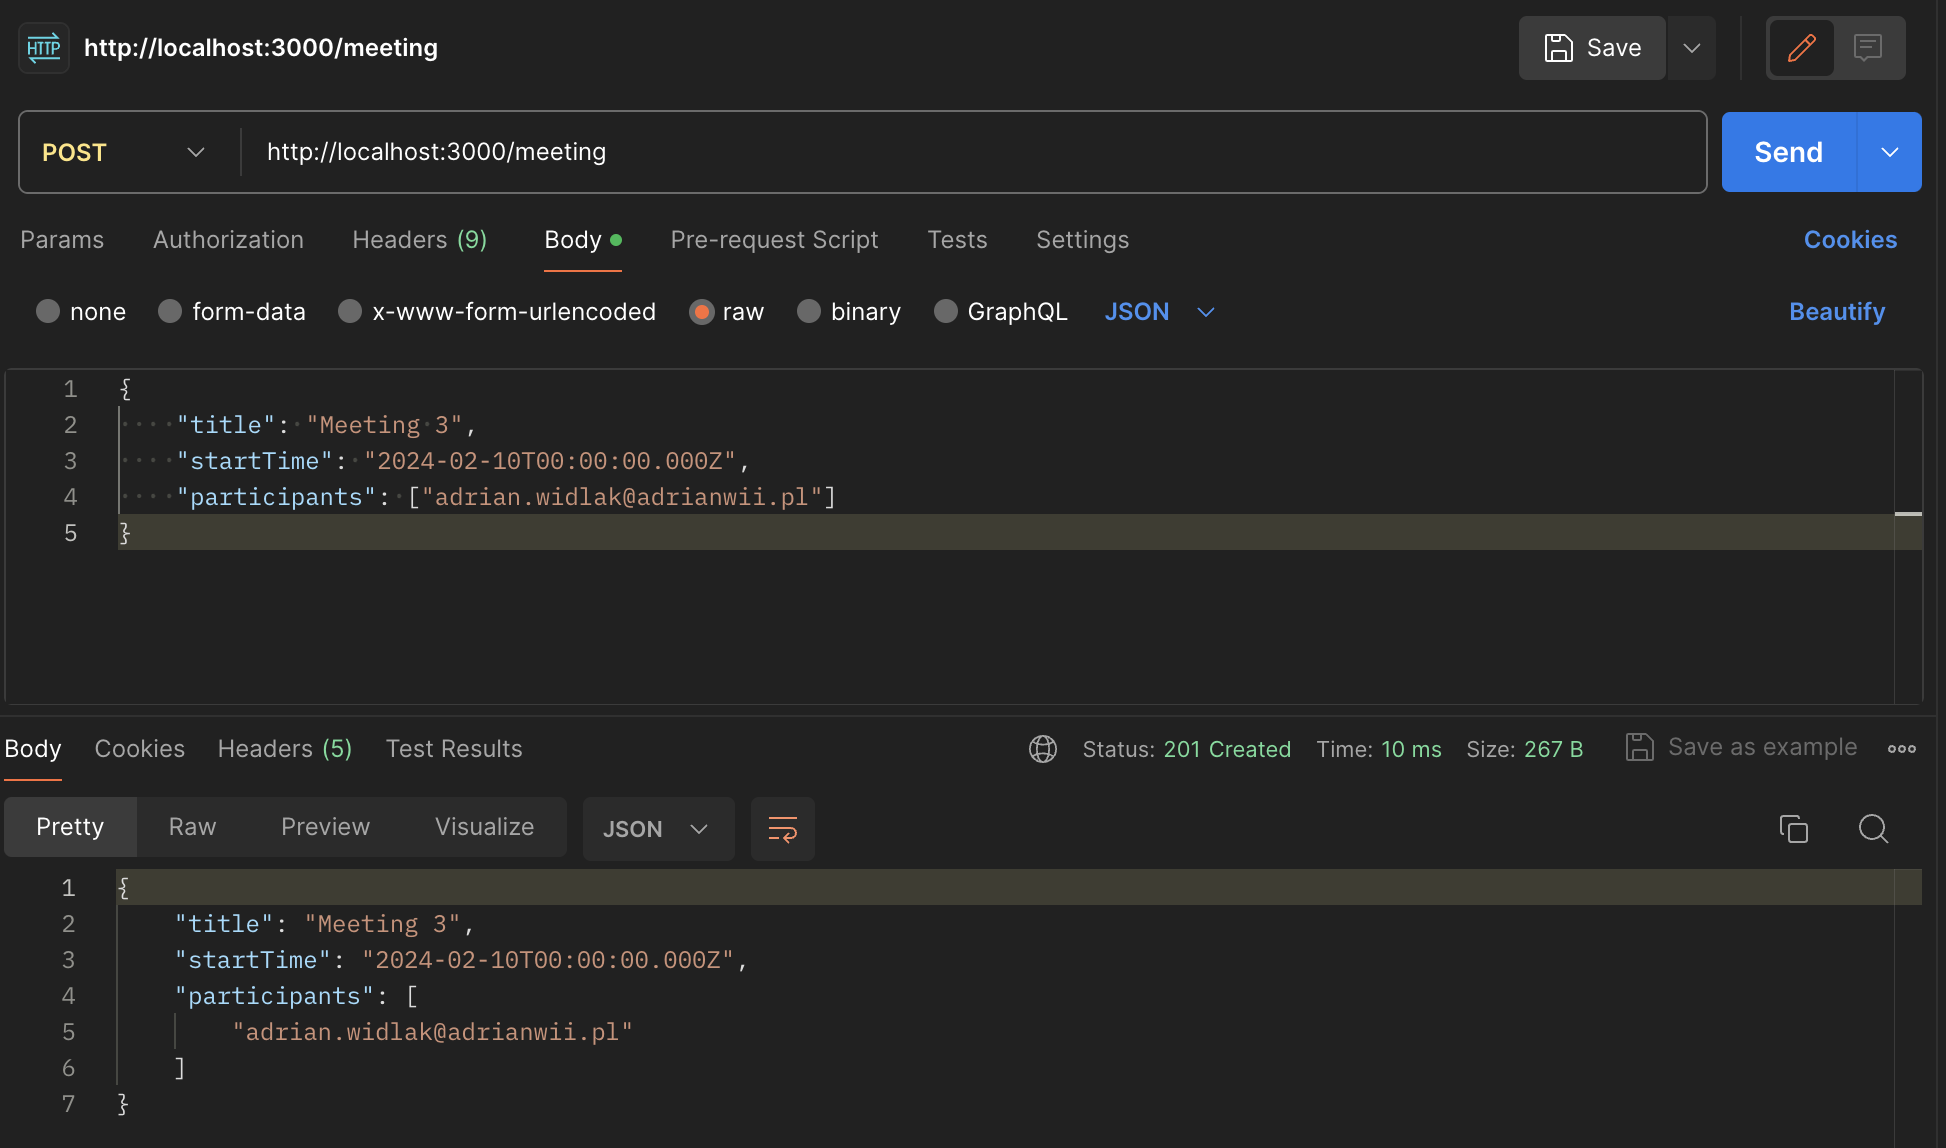 HTTP http://localhost:3000/meeting Save
POST http://localhost:3000/meeting Send
Params Authorization Headers (9) Body Pre-request Script Tests Settings Cookies
none form-data x-www-form-urlencoded raw binary GraphQL JSON Beautify
1 {
2 "title": "Meeting 3",
3 "startTime": "2024-02-10T00:00:00.000Z",
4 "participants": ["adrian.widlak@adrianwii.pl"]
5 }
Body Cookies Headers (5) Test Results Status: 201 Created Time: 10 ms Size: 267 B Save as example
Pretty Raw Preview Visualize JSON
1 {
2 "title": "Meeting 3",
3 "startTime": "2024-02-10T00:00:00.000Z",
4 "participants": [
5 "adrian.widlak@adrianwii.pl"
6 ]
7 }